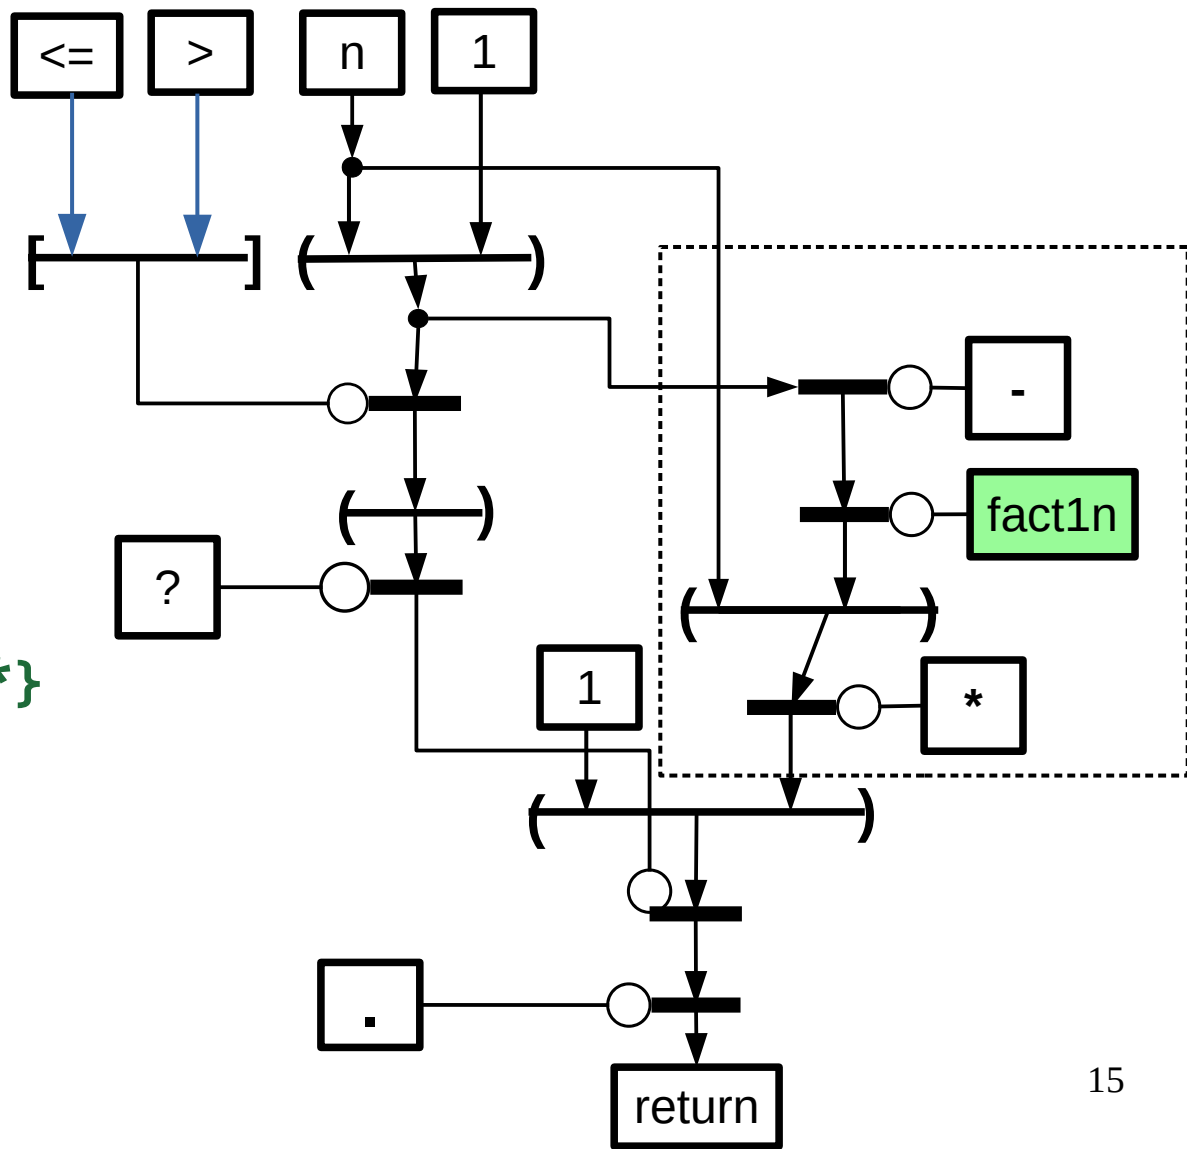 <= > n 1
[ ] ( )
-
( )
fact1n
?
( )
*}
1
*
( )
.
return
15